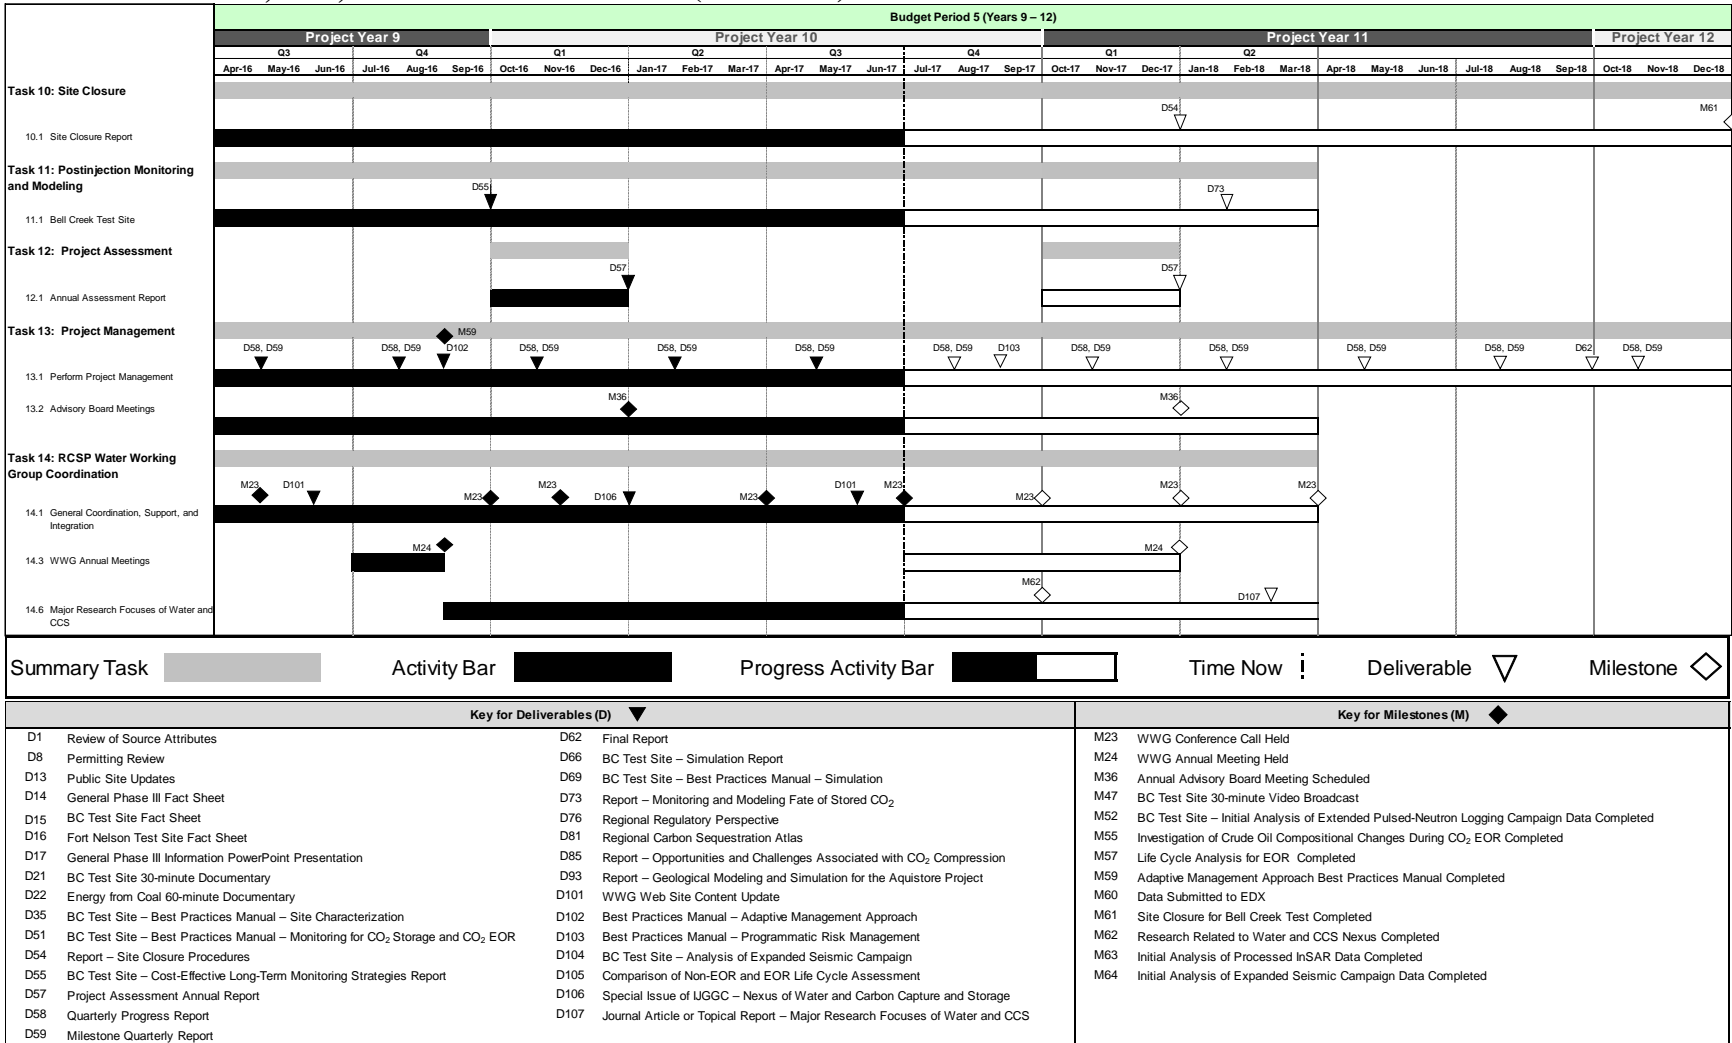 Budget Period 5 (Years 9 – 12)
Project Year 9 Project Year 10 Project Year 11 Project Year 12
Q3 Q4 Q1 Q2 Q3 Q4 Q1 Q2
Apr-16 May-16 Jun-16 Jul-16 Aug-16 Sep-16 Oct-16 Nov-16 Dec-16 Jan-17 Feb-17 Mar-17 Apr-17 May-17 Jun-17 Jul-17 Aug-17 Sep-17 Oct-17 Nov-17 Dec-17 Jan-18 Feb-18 Mar-18 Apr-18 May-18 Jun-18 Jul-18 Aug-18 Sep-18 Oct-18 Nov-18 Dec-18
Task 10: Site Closure
D54 M61
10.1 Site Closure Report
Task 11: Postinjection Monitoring
and Modeling
D55 D73
11.1 Bell Creek Test Site
Task 12: Project Assessment
D57 D57
12.1 Annual Assessment Report
Task 13: Project Management
M59
D58, D59 D58, D59 D102 D58, D59 D58, D59 D58, D59 D58, D59 D103 D58, D59 D58, D59 D58, D59 D58, D59 D62 D58, D59
13.1 Perform Project Management
M36 M36
13.2 Advisory Board Meetings
Task 14: RCSP Water Working
Group Coordination
M23 D101 M23 M23 D106 M23 D101 M23 M23 M23 M23
14.1 General Coordination, Support, and
Integration
M24 M24
14.3 WWG Annual Meetings
M62
D107
14.6 Major Research Focuses of Water and
CCS
Summary Task Activity Bar Progress Activity Bar Time Now Deliverable Milestone
Key for Deliverables (D) Key for Milestones (M)
D1 Review of Source Attributes
D8 Permitting Review
D13 Public Site Updates
D14 General Phase III Fact Sheet
D15 BC Test Site Fact Sheet
D16 Fort Nelson Test Site Fact Sheet
D17 General Phase III Information PowerPoint Presentation
D21 BC Test Site 30-minute Documentary
D22 Energy from Coal 60-minute Documentary
D35 BC Test Site – Best Practices Manual – Site Characterization
D51 BC Test Site – Best Practices Manual – Monitoring for CO2 Storage and CO2 EOR
D54 Report – Site Closure Procedures
D55 BC Test Site – Cost-Effective Long-Term Monitoring Strategies Report
D57 Project Assessment Annual Report
D58 Quarterly Progress Report
D59 Milestone Quarterly Report
D62 Final Report
D66 BC Test Site – Simulation Report
D69 BC Test Site – Best Practices Manual – Simulation
D73 Report – Monitoring and Modeling Fate of Stored CO2
D76 Regional Regulatory Perspective
D81 Regional Carbon Sequestration Atlas
D85 Report – Opportunities and Challenges Associated with CO2 Compression
D93 Report – Geological Modeling and Simulation for the Aquistore Project
D101 WWG Web Site Content Update
D102 Best Practices Manual – Adaptive Management Approach
D103 Best Practices Manual – Programmatic Risk Management
D104 BC Test Site – Analysis of Expanded Seismic Campaign
D105 Comparison of Non-EOR and EOR Life Cycle Assessment
D106 Special Issue of IJGGC – Nexus of Water and Carbon Capture and Storage
D107 Journal Article or Topical Report – Major Research Focuses of Water and CCS
M23 WWG Conference Call Held
M24 WWG Annual Meeting Held
M36 Annual Advisory Board Meeting Scheduled
M47 BC Test Site 30-minute Video Broadcast
M52 BC Test Site – Initial Analysis of Extended Pulsed-Neutron Logging Campaign Data Completed
M55 Investigation of Crude Oil Compositional Changes During CO2 EOR Completed
M57 Life Cycle Analysis for EOR Completed
M59 Adaptive Management Approach Best Practices Manual Completed
M60 Data Submitted to EDX
M61 Site Closure for Bell Creek Test Completed
M62 Research Related to Water and CCS Nexus Completed
M63 Initial Analysis of Processed InSAR Data Completed
M64 Initial Analysis of Expanded Seismic Campaign Data Completed